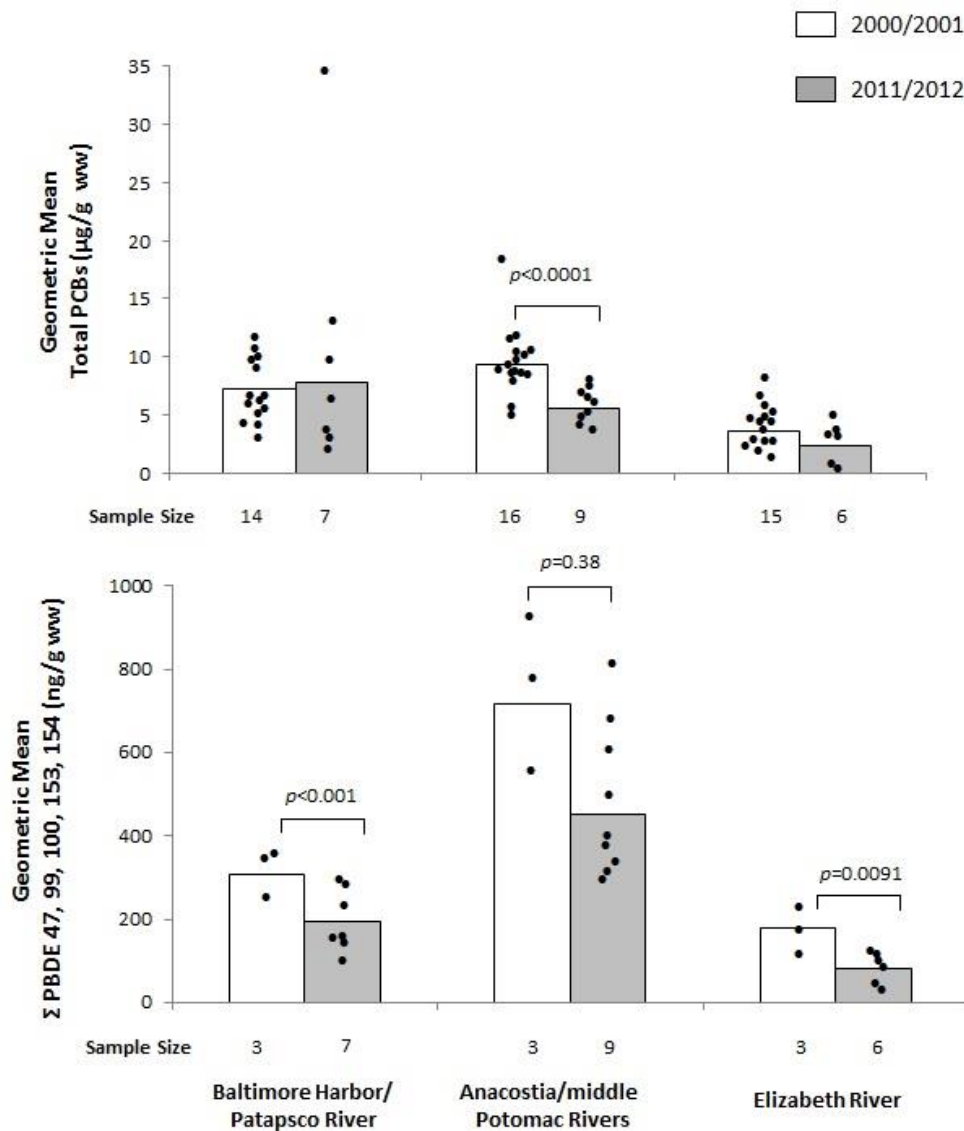 2000/2001
2011/2012
Geometric Mean
Total PCBs (µg/g ww)
35
30
25
20
15
10
5
0
p<0.0001
Sample Size 14 7 16 9 15 6
Geometric Mean
Σ PBDE 47, 99, 100, 153, 154 (ng/g ww)
1000
800
600
400
200
0
p<0.001
p=0.38
p=0.0091
Sample Size 3 7 3 9 3 6
Baltimore Harbor/
Patapsco River
Anacostia/middle
Potomac Rivers
Elizabeth River